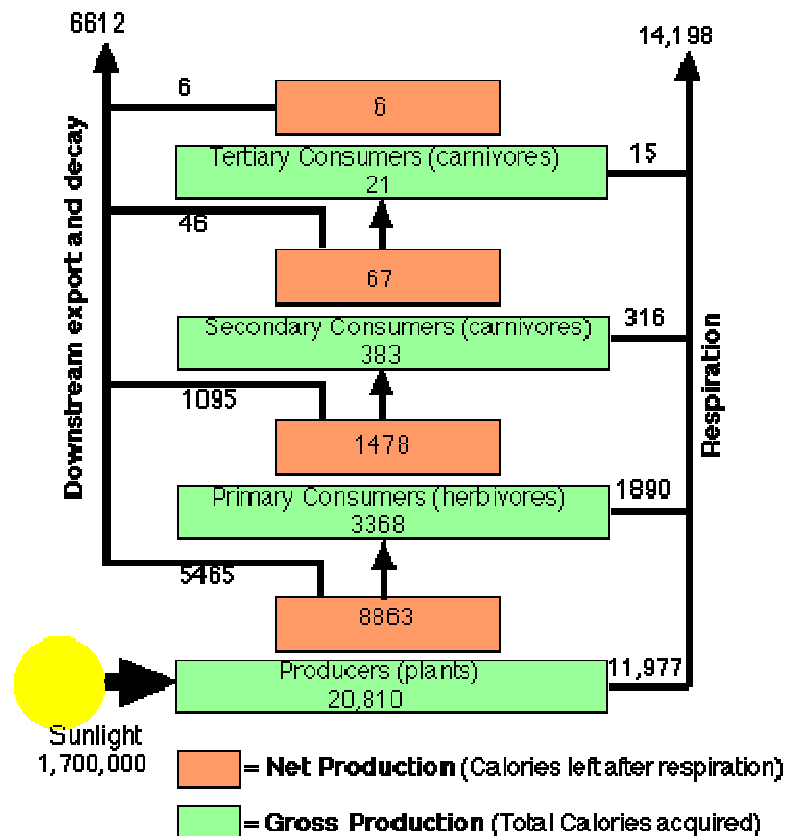 6612
14,198
6
6
Tertiary Consumers (carnivores)
21
15
46
67
Secondary Consumers (carnivores)
383
316
Downstream export and decay
Respiration
1095
1478
Primary Consumers (herbivores)
3368
1890
5465
8863
Producers (plants)
20,810
11,977
Sunlight
1,700,000
= Net Production (Calories left after respiration)
= Gross Production (Total Calories acquired)